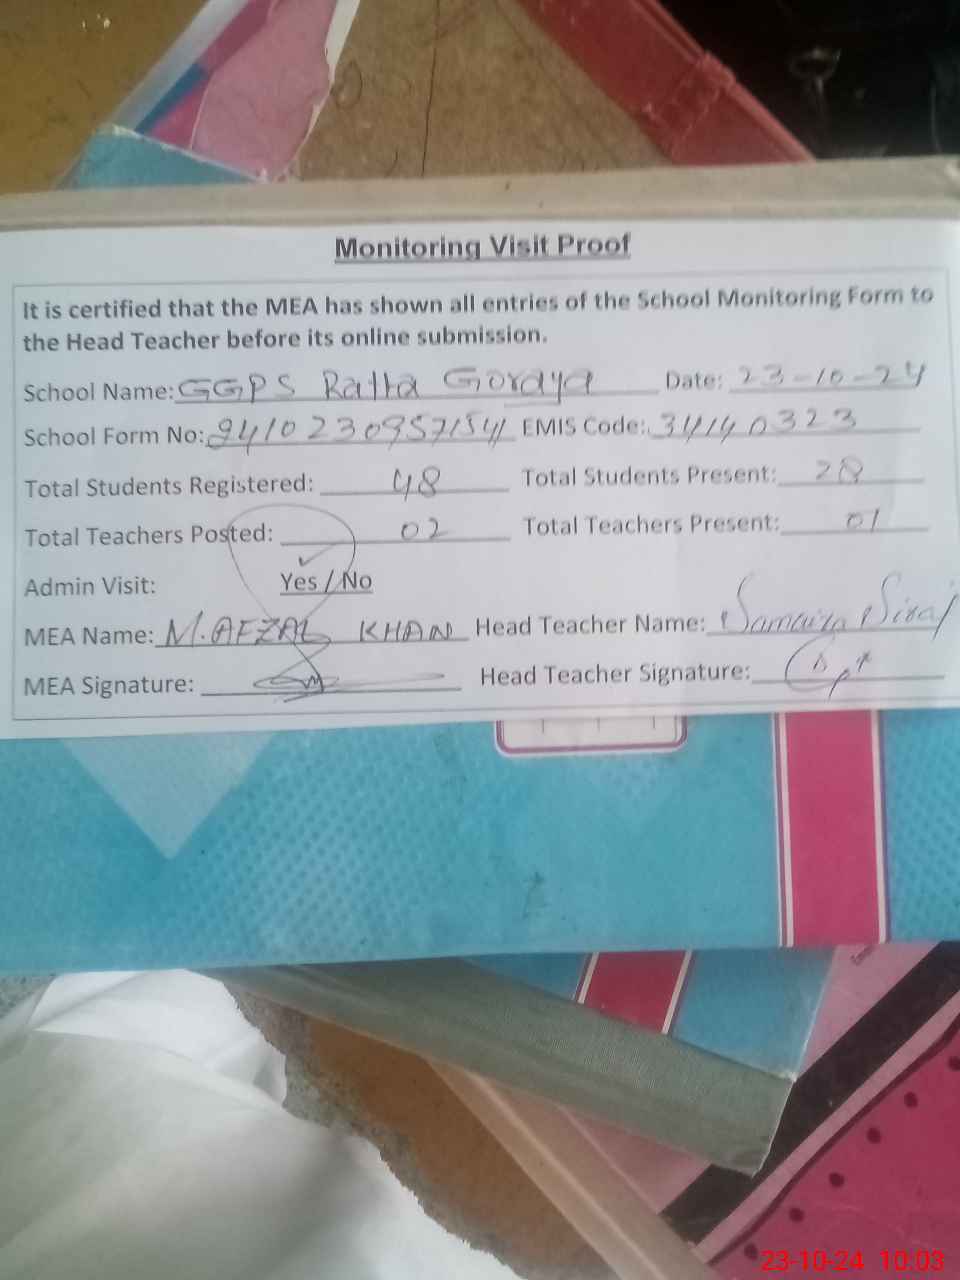 Monitoring Visit Proof
It is certified that the MEA has shown all entries of the School Monitoring Form to
the Head Teacher before its online submission.
School Name: GGPS Ratta Goraya Date: 23-10-24
School Form No: 94102309571541 EMIS Code: 34140323
Total Students Registered: 48 Total Students Present: 28
Total Teachers Posted: 02 Total Teachers Present: 01
Admin Visit: Yes / No
MEA Name: M. AFZAL KHAN Head Teacher Name: Samaira Siraj
MEA Signature: Head Teacher Signature:
23-10-24 10:03